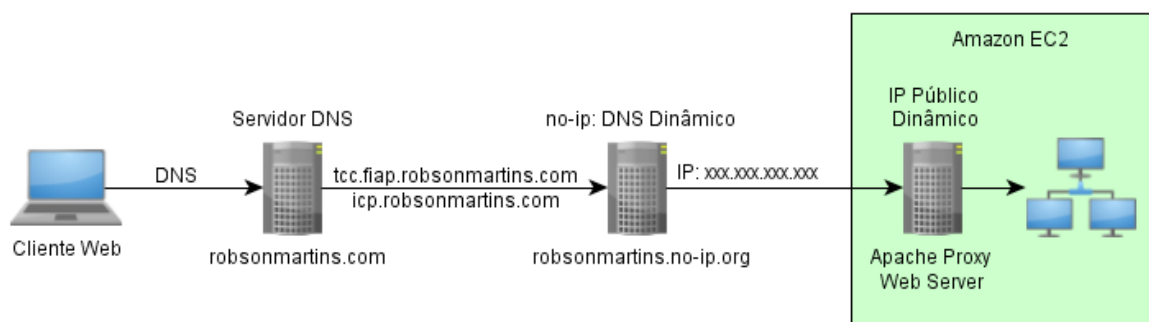 Amazon EC2
IP Público
Dinâmico
Servidor DNS
no-ip: DNS Dinâmico
DNS
tcc.fiap.robsonmartins.com
icp.robsonmartins.com
IP: xxx.xxx.xxx.xxx
Cliente Web
robsonmartins.com
robsonmartins.no-ip.org
Apache Proxy
Web Server